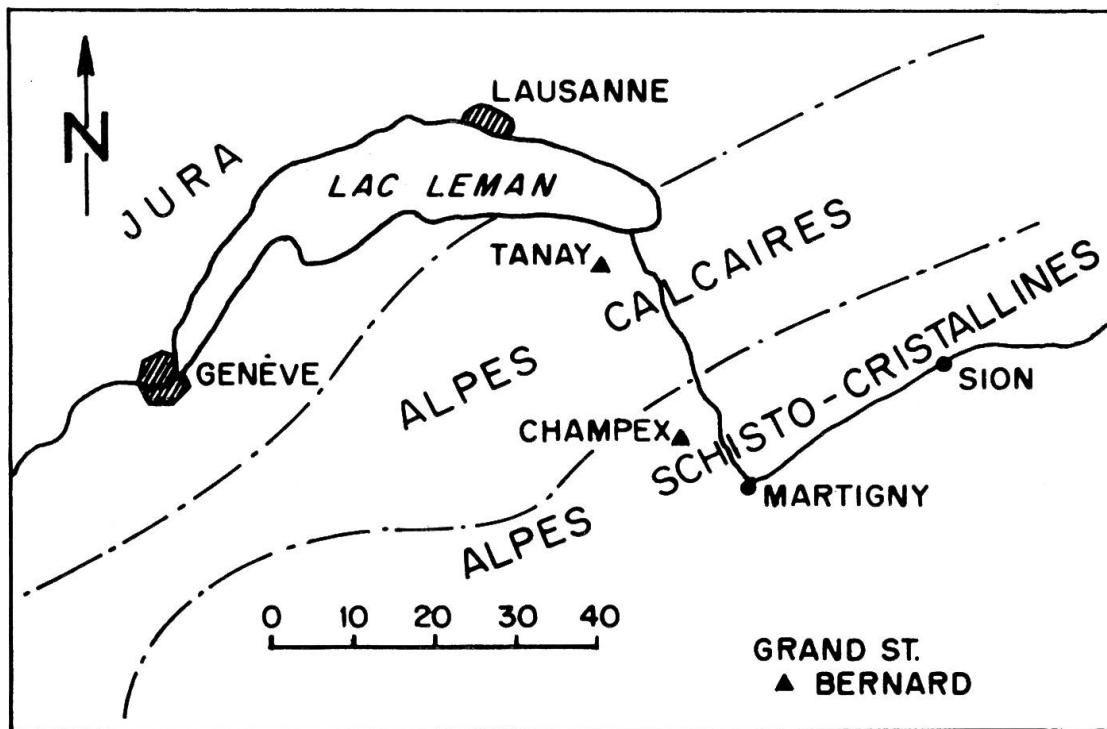 N
JURA
LAUSANNE
LAC LEMAN
TANAY
CALCAIRES
GENÈVE
ALPES
SCHISTO-CRISTALLINES
SION
CHAMPEX
MARTIGNY
ALPES
0 10 20 30 40
GRAND ST.
BERNARD